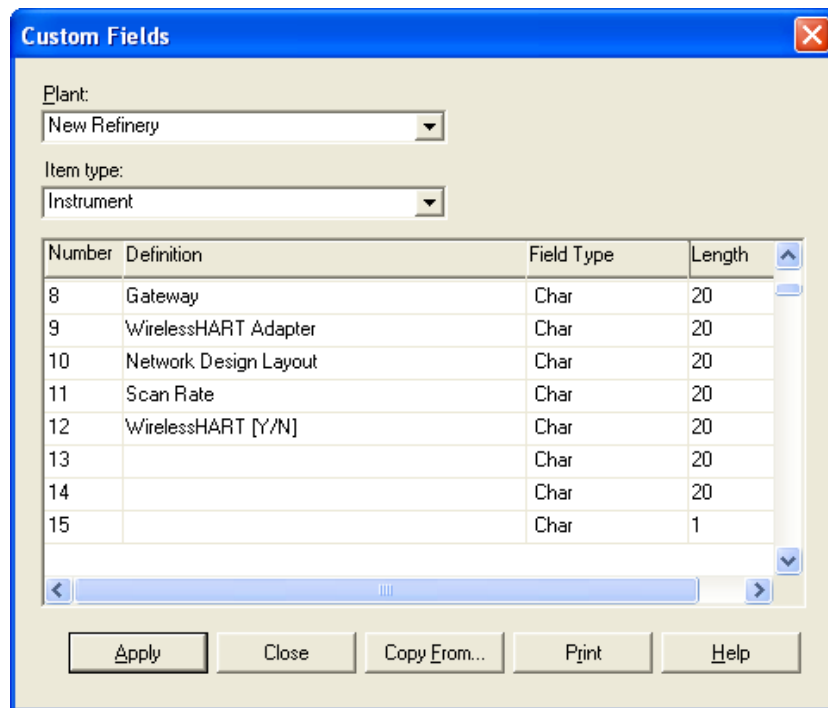 Custom Fields
Plant:
New Refinery
Item type:
Instrument
Number Definition Field Type Length
8 Gateway Char 20
9 WirelessHART Adapter Char 20
10 Network Design Layout Char 20
11 Scan Rate Char 20
12 WirelessHART [Y/N] Char 20
13 Char 20
14 Char 20
15 Char 1
Apply Close Copy From... Print Help